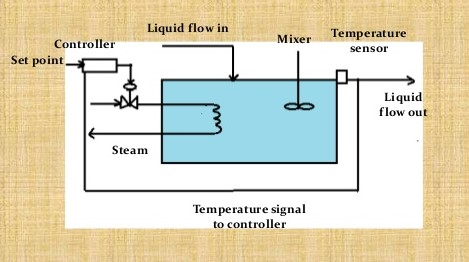 Liquid flow in
Temperature
sensor
Mixer
Controller
Set point
Liquid
flow out
Steam
Temperature signal
to controller